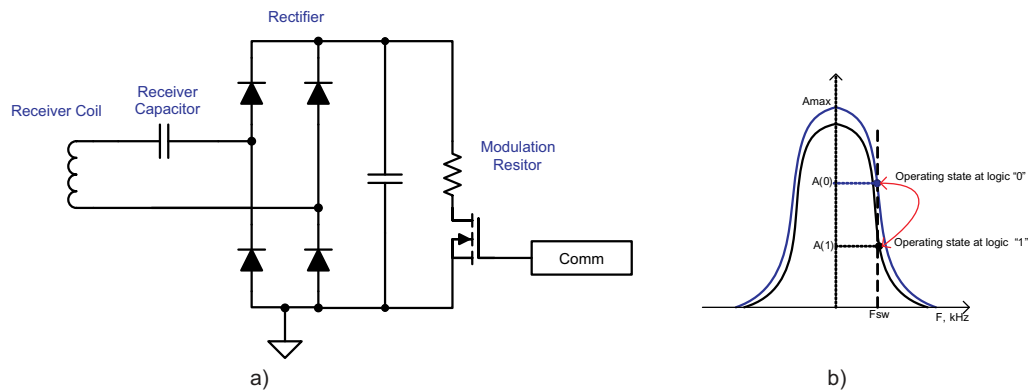 Rectifier
Receiver
Capacitor
Receiver Coil
Modulation
Resitor
Comm
a)
Amax
A(0)
Operating state at logic "0"
A(1)
Operating state at logic "1"
Fsw
F, kHz
b)